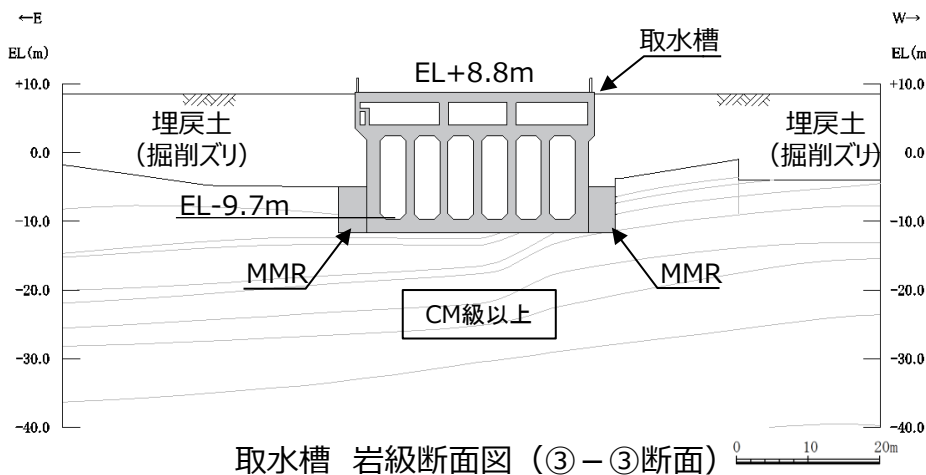 ←E
W→
EL(m)
EL(m
取水槽
EL+8.8m
+10.0
+10.0
埋戻土
(掘削ズリ)
埋戻土
(掘削ズリ)
0.0
0.0
EL-9.7m
-10.0
-10.0
MMR
MMR
-20.0
-20.0
CM級以上
-30.0
-30.0
-40.0
-40.0
取水槽 岩級断面図（③－③断面）
0 10 20m